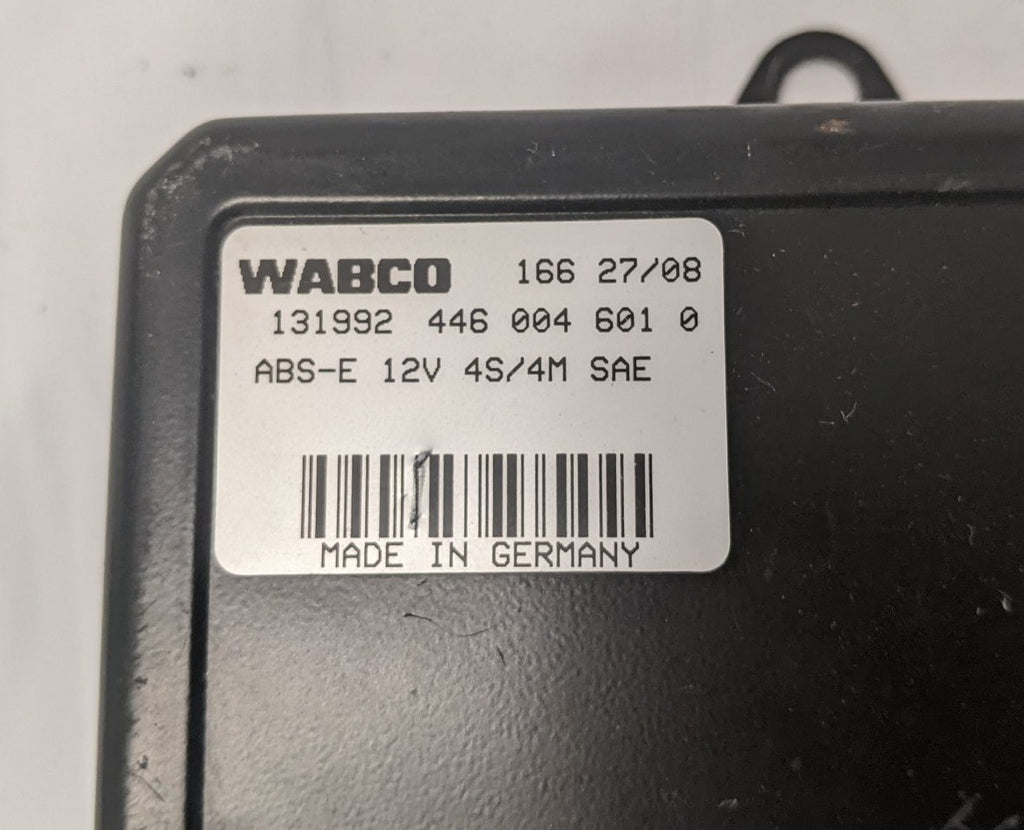 WABCO 166 27/08
131992 446 004 601 0
ABS-E 12V 4S/4M SAE
MADE IN GERMANY